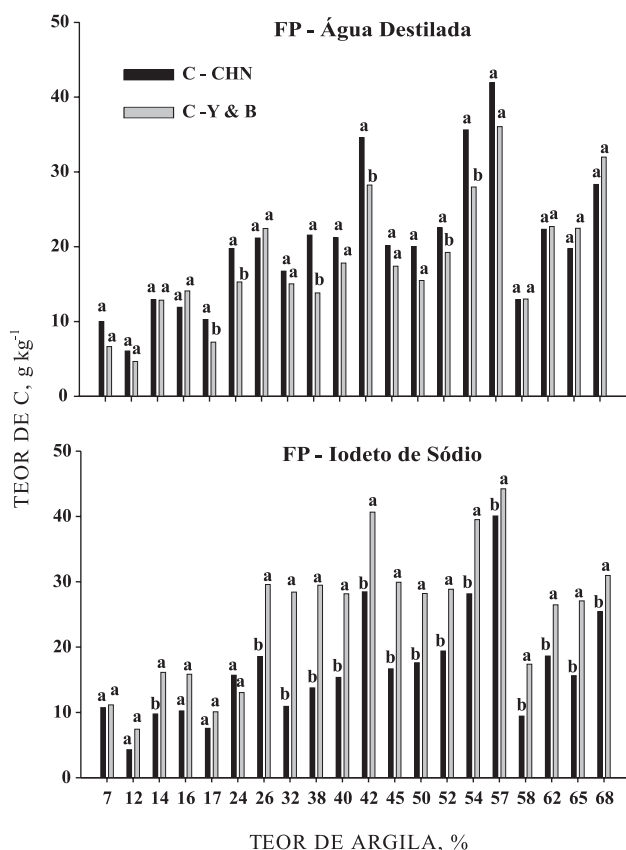 FP - Água Destilada
C - CHN
C -Y & B
50
40
30
20
10
0
a a a a a a a a a b a b a a a a a b a a a b a a a a a b a b a a a a a a a a a a
TEOR DE C, g kg⁻¹
FP - Iodeto de Sódio
50
40
30
20
10
0
a a a a b a a a a a a a b a b a b a b a b a b a b a b a b a b a b a b a b a b a
7 12 14 16 17 24 26 32 38 40 42 45 50 52 54 57 58 62 65 68
TEOR DE ARGILA, %